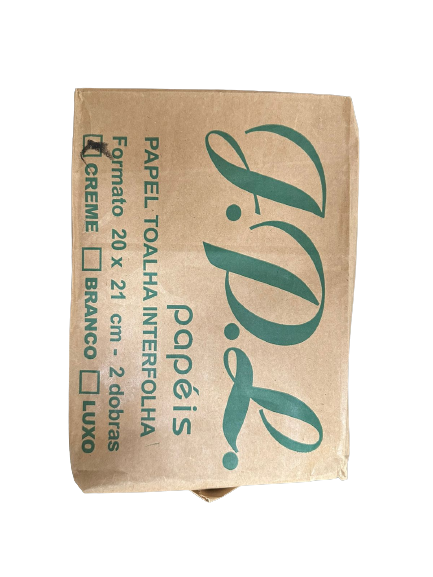 J.P.L.
papéis
PAPEL TOALHA INTERFOLHA
Formato 20 x 21 cm - 2 dobras
CREME BRANCO LUXO